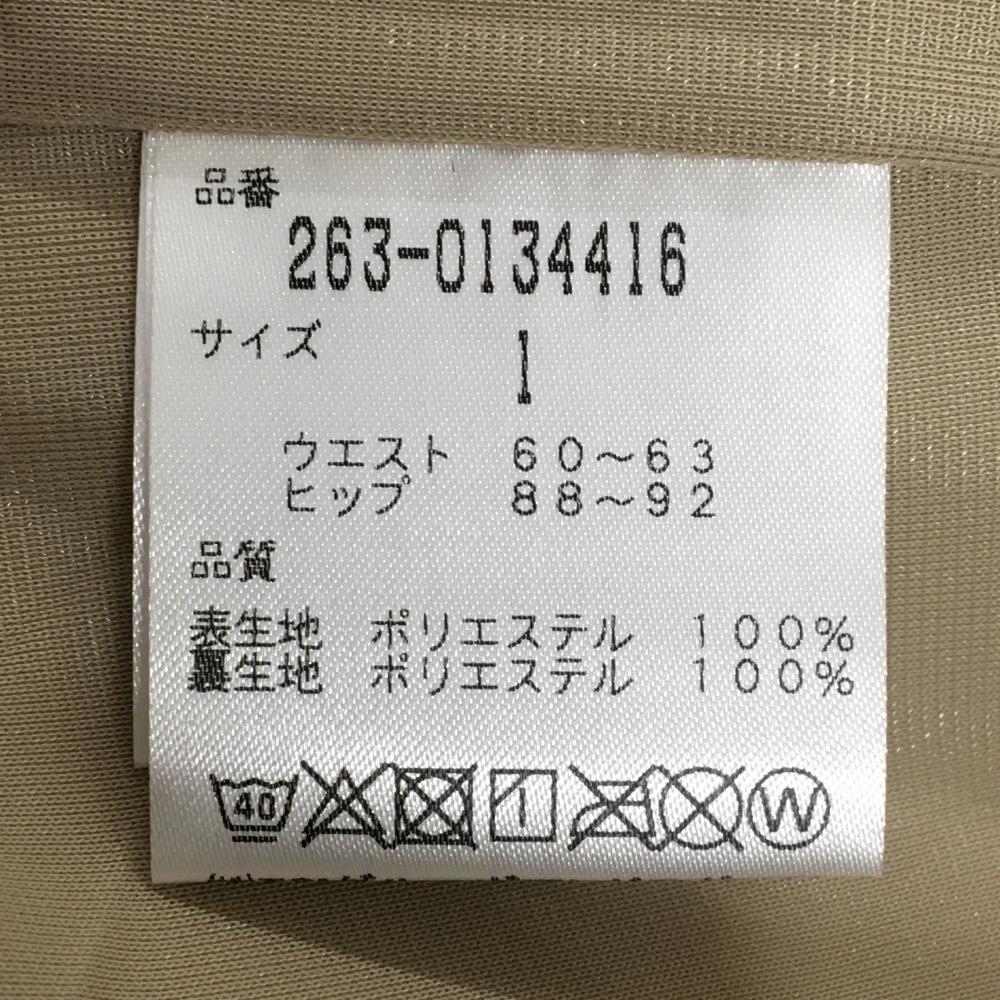 品番
263-0134416
サイズ 1
ウエスト 60～63
ヒップ 88～92
品質
表生地 ポリエステル 100%
裏生地 ポリエステル 100%
40 W